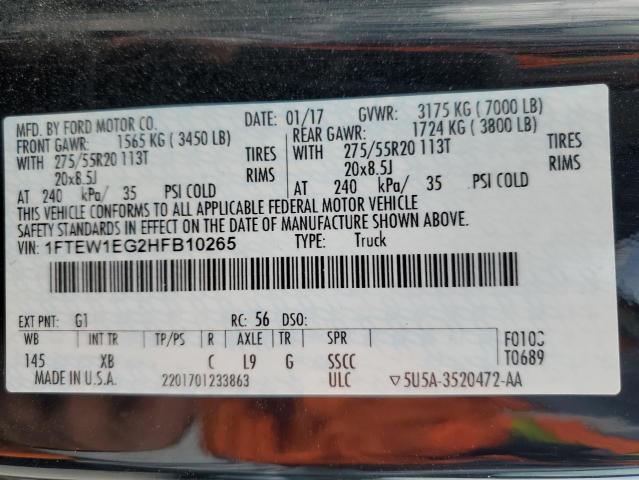 MFD. BY FORD MOTOR CO. DATE: 01/17 GVWR: 3175 KG ( 7000 LB)
FRONT GAWR: 1565 KG ( 3450 LB) REAR GAWR: 1724 KG ( 3800 LB)
WITH 275/55R20 113T TIRES WITH 275/55R20 113T TIRES
20x8.5J RIMS 20x8.5J RIMS
AT 240 kPa/ 35 PSI COLD AT 240 kPa/ 35 PSI COLD
THIS VEHICLE CONFORMS TO ALL APPLICABLE FEDERAL MOTOR VEHICLE
SAFETY STANDARDS IN EFFECT ON THE DATE OF MANUFACTURE SHOWN ABOVE.
VIN: 1FTEW1EG2HFB10265 TYPE: Truck
EXT PNT: G1 RC: 56 DSO:
WB INT TR TP/PS R AXLE TR SPR
145 XB C L9 G SSCC T0689
MADE IN U.S.A. 2201701233863 ULC ▽5U5A-3520472-AA